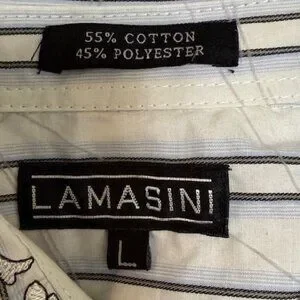 55% COTTON
45% POLYESTER
LAMASINI
L